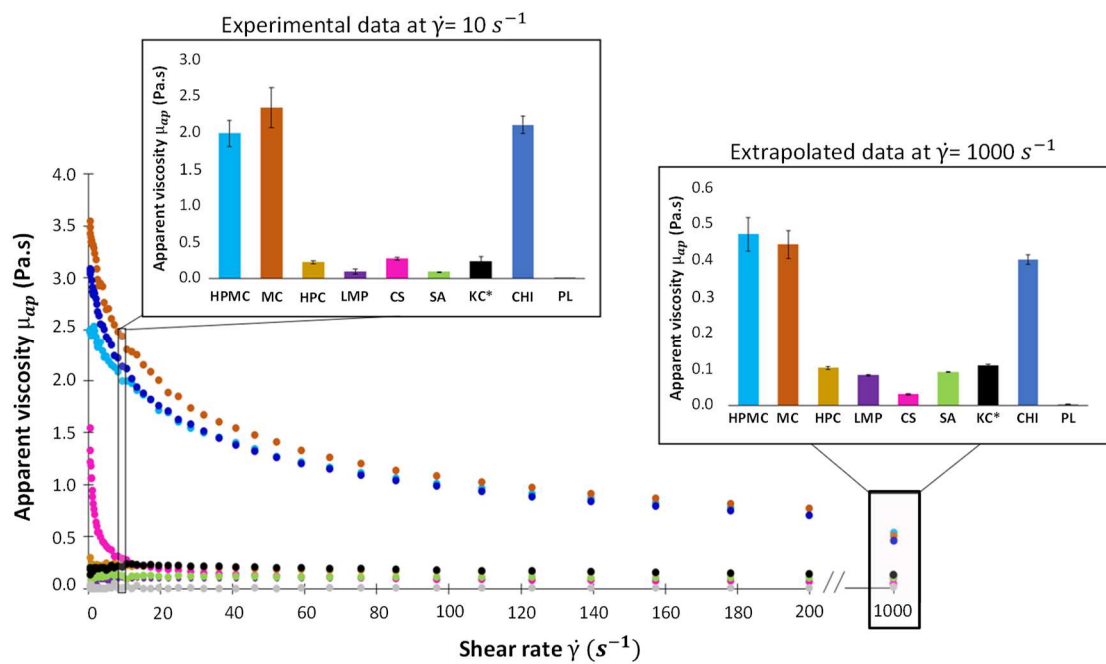 Experimental data at γ̇= 10 s⁻¹
Apparent viscosity μₐₚ (Pa.s)
3.0
2.5
2.0
1.5
1.0
0.5
0.0
HPMC MC HPC LMP CS SA KC* CHI PL
Extrapolated data at γ̇= 1000 s⁻¹
Apparent viscosity μₐₚ (Pa.s)
0.6
0.5
0.4
0.3
0.2
0.1
0.0
HPMC MC HPC LMP CS SA KC* CHI PL
Apparent viscosity μₐₚ (Pa.s)
4.0
3.5
3.0
2.5
2.0
1.5
1.0
0.5
0.0
0 20 40 60 80 100 120 140 160 180 200 // 1000
Shear rate γ̇ (s⁻¹)